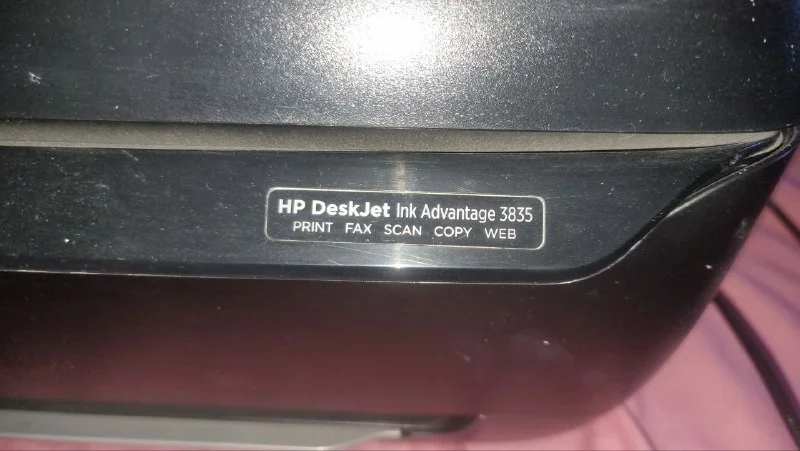 HP DeskJet Ink Advantage 3835
PRINT FAX SCAN COPY WEB